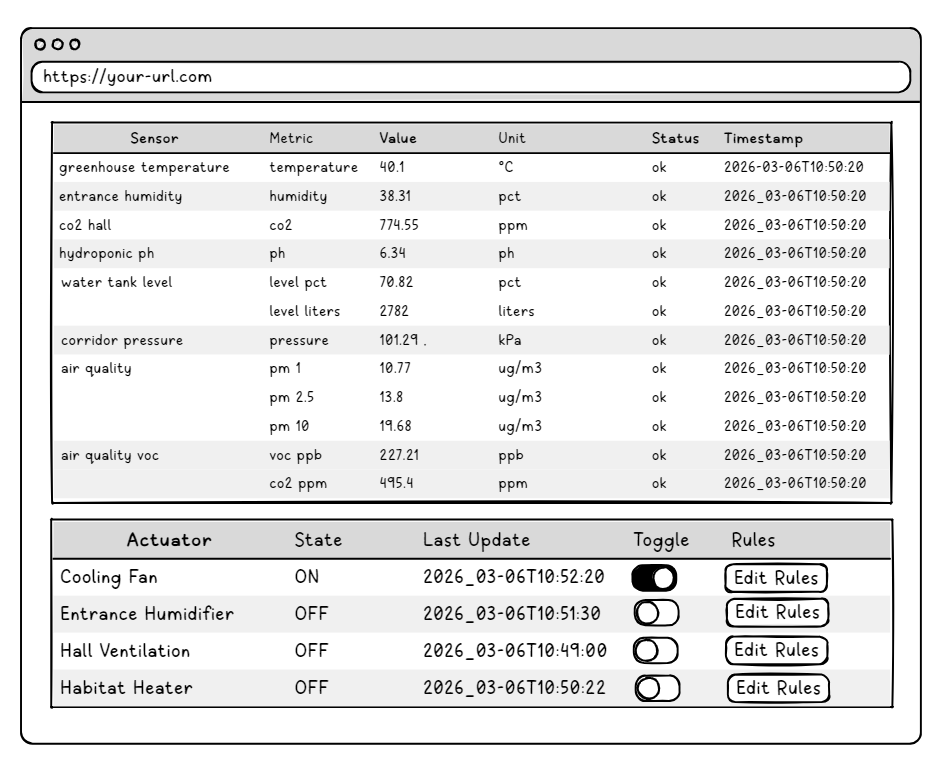 https://your-url.com
Sensor Metric Value Unit Status Timestamp
greenhouse temperature temperature 40.1 °C ok 2026-03-06T10:50:20
entrance humidity humidity 38.31 pct ok 2026_03-06T10:50:20
co2 hall co2 774.55 ppm ok 2026_03-06T10:50:20
hydroponic ph ph 6.34 ph ok 2026_03-06T10:50:20
water tank level level pct 70.82 pct ok 2026_03-06T10:50:20
level liters 2782 liters ok 2026_03-06T10:50:20
corridor pressure pressure 101.29 . kPa ok 2026_03-06T10:50:20
air quality pm 1 10.77 ug/m3 ok 2026_03-06T10:50:20
pm 2.5 13.8 ug/m3 ok 2026_03-06T10:50:20
pm 10 19.68 ug/m3 ok 2026_03-06T10:50:20
air quality voc voc ppb 227.21 ppb ok 2026_03-06T10:50:20
co2 ppm 495.4 ppm ok 2026_03-06T10:50:20
Actuator State Last Update Toggle Rules
Cooling Fan ON 2026_03-06T10:52:20 Edit Rules
Entrance Humidifier OFF 2026_03-06T10:51:30 Edit Rules
Hall Ventilation OFF 2026_03-06T10:49:00 Edit Rules
Habitat Heater OFF 2026_03-06T10:50:22 Edit Rules